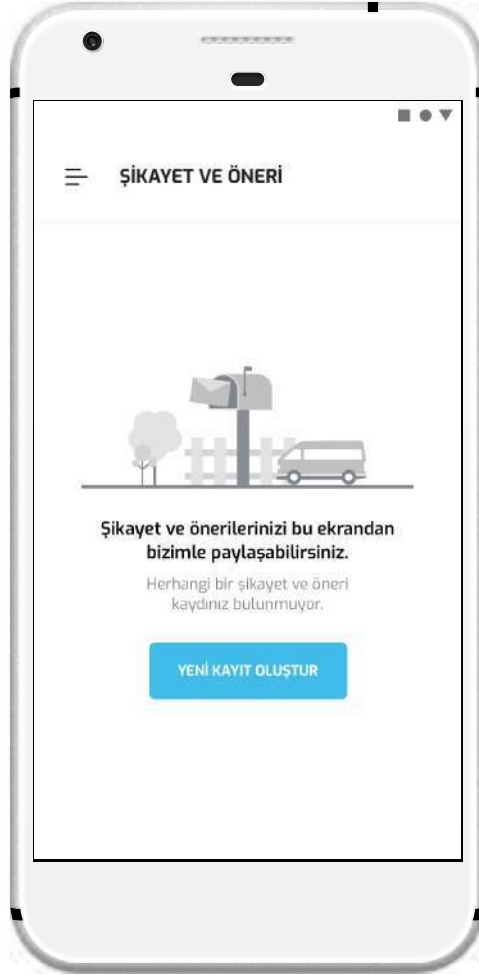 ŞİKAYET VE ÖNERİ
Şikayet ve önerilerinizi bu ekrandan
bizimle paylaşabilirsiniz.
Herhangi bir şikayet ve öneri
kaydınız bulunmuyor.
YENİ KAYIT OLUŞTUR